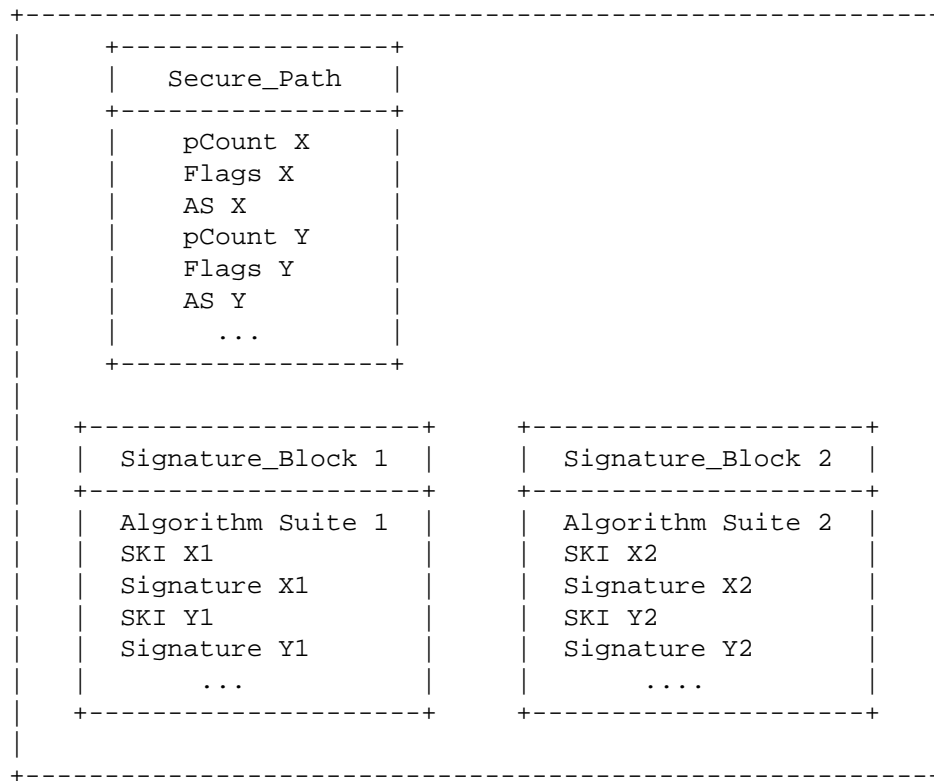 Secure_Path
pCount X
Flags X
AS X
pCount Y
Flags Y
AS Y
...
Signature_Block 1 Signature_Block 2
Algorithm Suite 1 Algorithm Suite 2
SKI X1 SKI X2
Signature X1 Signature X2
SKI Y1 SKI Y2
Signature Y1 Signature Y2
... ....